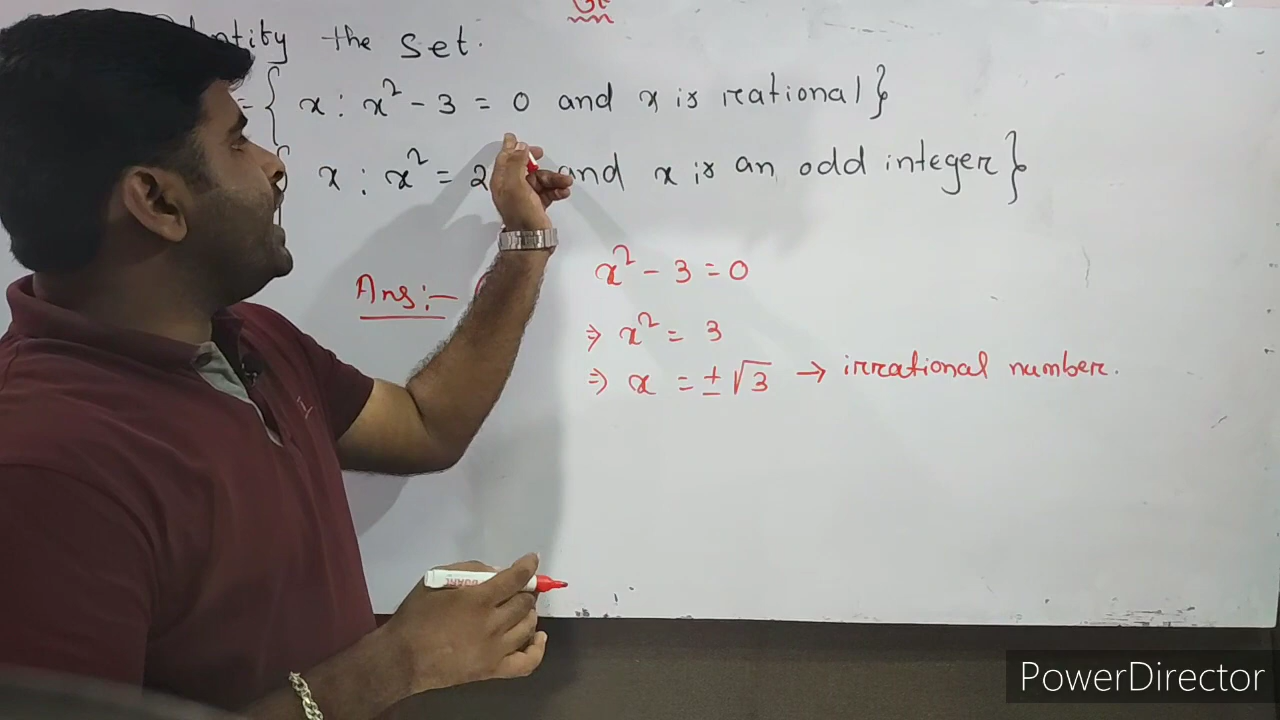 the set.
= { x : x² - 3 = 0 and x is rational }
x : x² = 2 and x is an odd integer }
Ans:-
x² - 3 = 0
⇒ x² = 3
⇒ x = ± √3 → irrational number.
PowerDirector